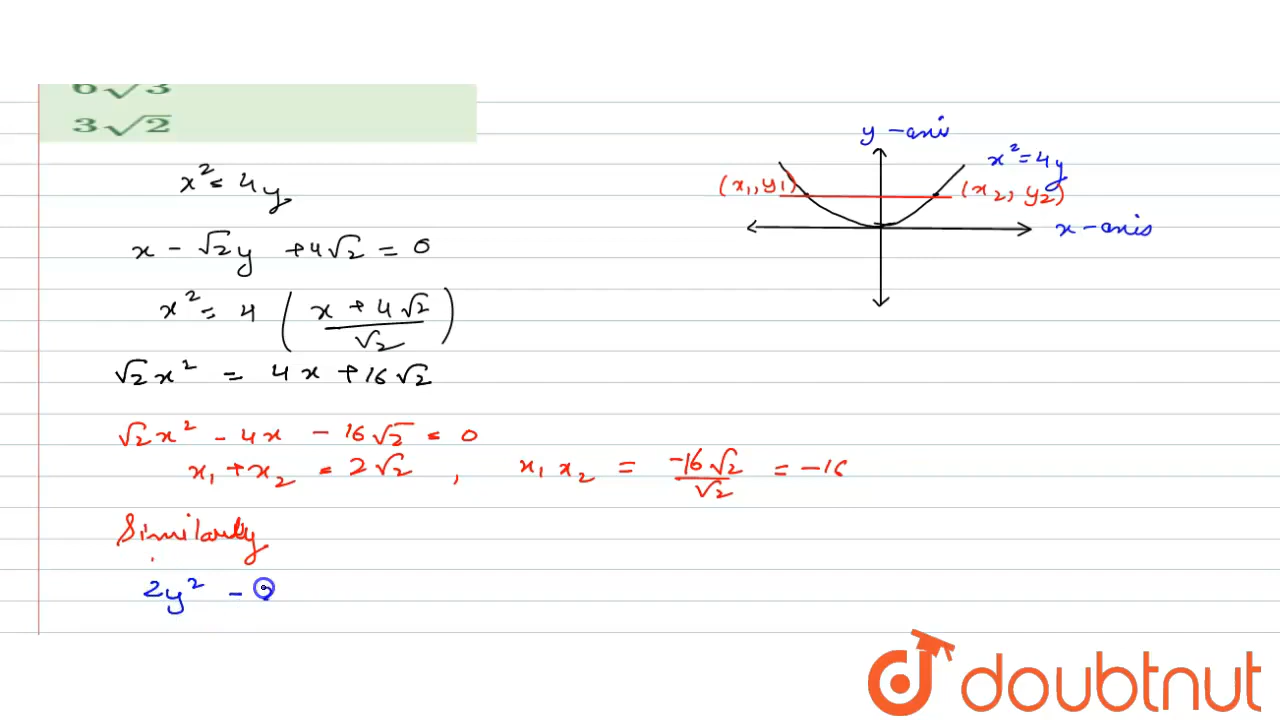 6√3
3√2
x² = 4y
x - √2y + 4√2 = 0
x² = 4 ( x + 4√2 / √2 )
√2x² = 4x + 16√2
√2x² - 4x - 16√2 = 0
x₁ + x₂ = 2√2 , x₁ x₂ = -16√2 / √2 = -16
Similarly
2y² -
y-axis
x² = 4y
(x₁, y₁)
(x₂, y₂)
x-axis
doubtnut